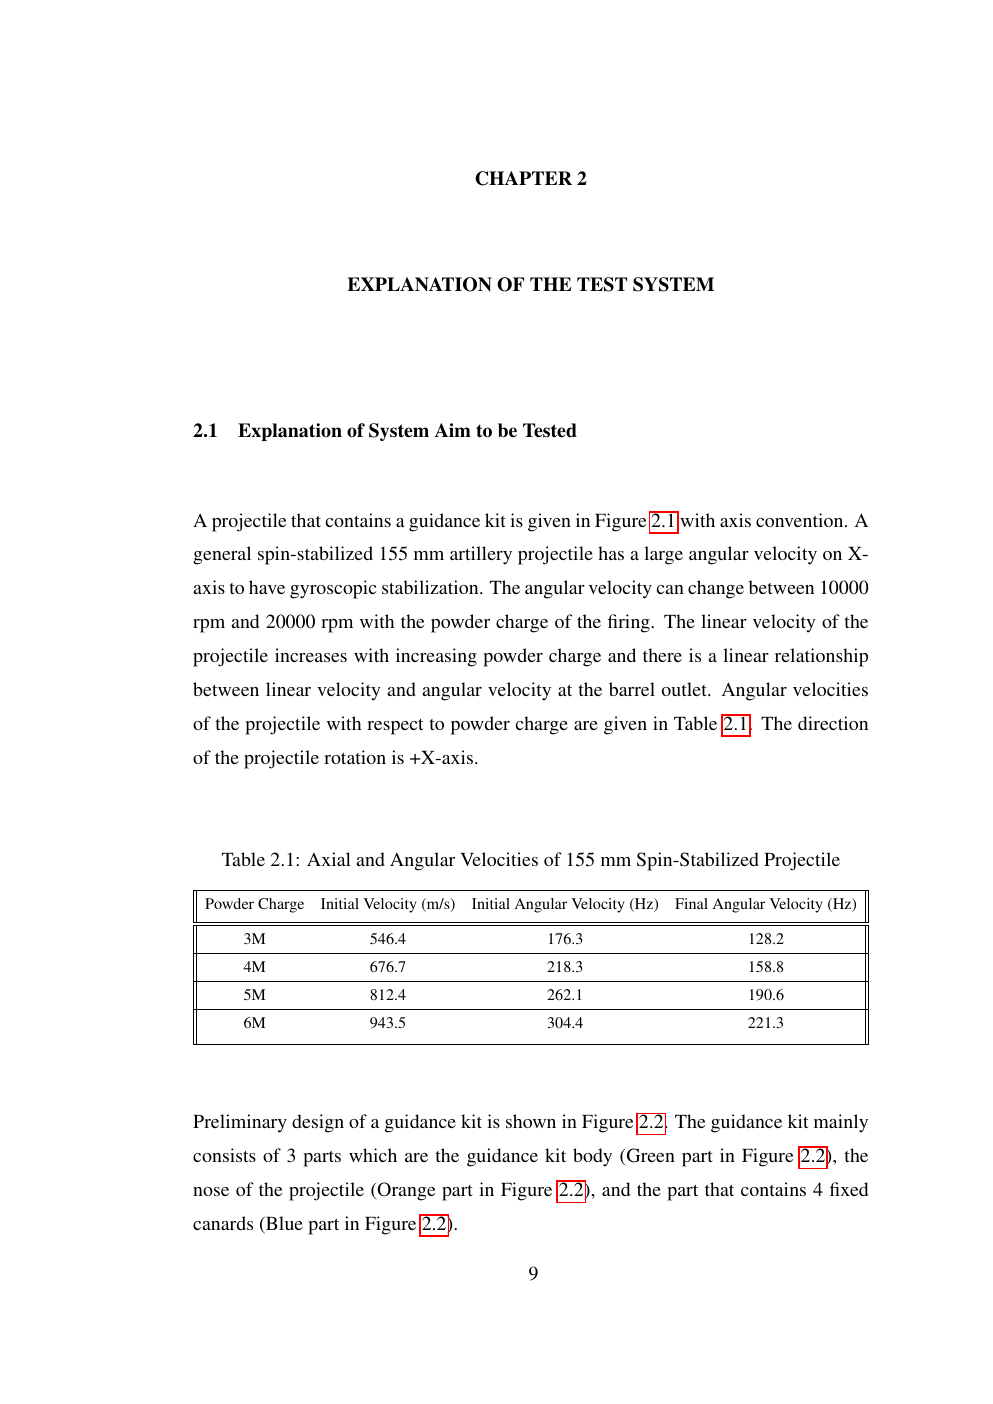 CHAPTER 2
EXPLANATION OF THE TEST SYSTEM
2.1 Explanation of System Aim to be Tested
A projectile that contains a guidance kit is given in Figure 2.1 with axis convention. A
general spin-stabilized 155 mm artillery projectile has a large angular velocity on X-
axis to have gyroscopic stabilization. The angular velocity can change between 10000
rpm and 20000 rpm with the powder charge of the firing. The linear velocity of the
projectile increases with increasing powder charge and there is a linear relationship
between linear velocity and angular velocity at the barrel outlet. Angular velocities
of the projectile with respect to powder charge are given in Table 2.1. The direction
of the projectile rotation is +X-axis.
Table 2.1: Axial and Angular Velocities of 155 mm Spin-Stabilized Projectile
Powder Charge Initial Velocity (m/s) Initial Angular Velocity (Hz) Final Angular Velocity (Hz)
3M 546.4 176.3 128.2
4M 676.7 218.3 158.8
5M 812.4 262.1 190.6
6M 943.5 304.4 221.3
Preliminary design of a guidance kit is shown in Figure 2.2. The guidance kit mainly
consists of 3 parts which are the guidance kit body (Green part in Figure 2.2), the
nose of the projectile (Orange part in Figure 2.2), and the part that contains 4 fixed
canards (Blue part in Figure 2.2).
9